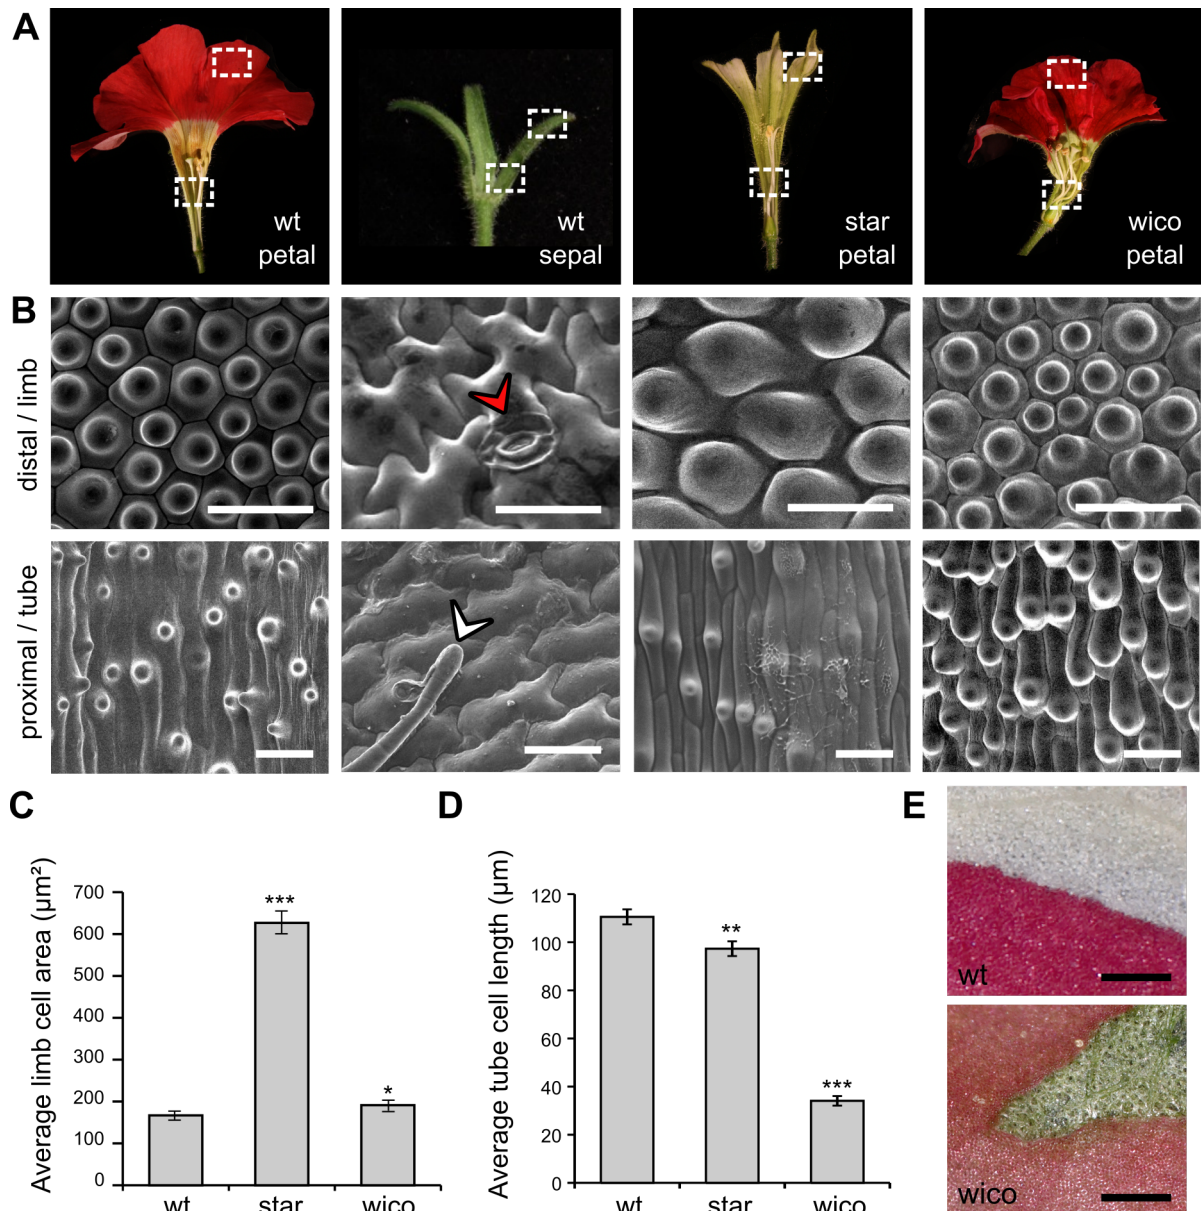 A
wt
petal
wt
sepal
star
petal
wico
petal
B
distal / limb
proximal / tube
C
Average limb cell area (µm²)
700
600
500
400
300
200
100
0
***
*
wt
star
wico
D
Average tube cell length (µm)
120
100
80
60
40
20
0
**
***
wt
star
wico
E
wt
wico